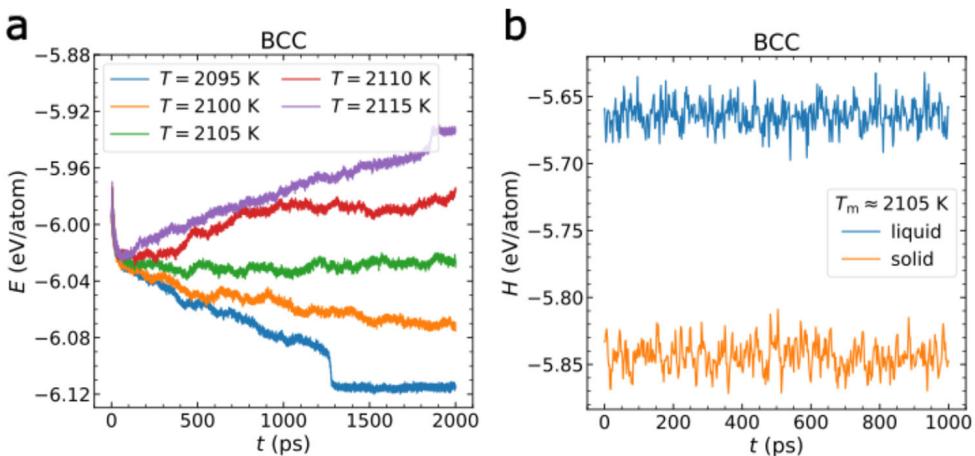 a
BCC
E (eV/atom)
−5.88
−5.92
−5.96
−6.00
−6.04
−6.08
−6.12
T = 2095 K
T = 2100 K
T = 2105 K
T = 2110 K
T = 2115 K
0 500 1000 1500 2000
t (ps)
b
BCC
H (eV/atom)
−5.65
−5.70
−5.75
−5.80
−5.85
Tm ≈ 2105 K
liquid
solid
0 200 400 600 800 1000
t (ps)